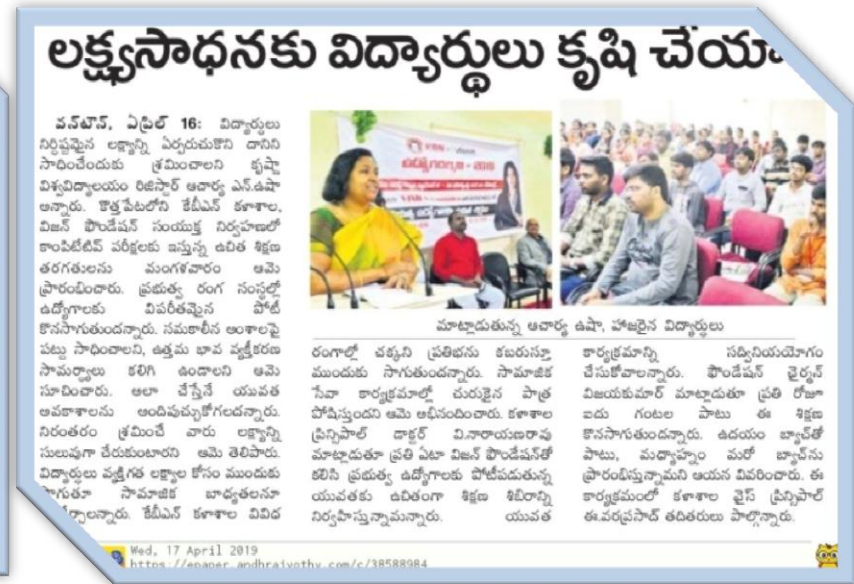 లక్ష్యసాధనకు విద్యార్థులు కృషి చేయా
వన్‌టౌన్, ఏప్రిల్ 16: విద్యార్థులు
నిర్దిష్టమైన లక్ష్యాన్ని ఏర్పరుచుకొని దానిని
సాధించేందుకు శ్రమించాలని కృష్ణా
విశ్వవిద్యాలయం రిజిస్ట్రార్ ఆచార్య ఎన్.ఉషా
అన్నారు. కొత్తపేటలోని కేబీఎన్ కళాశాల,
విజన్ ఫౌండేషన్ సంయుక్త నిర్వహణలో
కాంపిటేటివ్ పరీక్షలకు ఇస్తున్న ఉచిత శిక్షణ
తరగతులను మంగళవారం ఆమె
ప్రారంభించారు. ప్రభుత్వ రంగ సంస్థల్లో
ఉద్యోగాలకు విపరీతమైన పోటీ
కొనసాగుతుందన్నారు. సమకాలీన అంశాలపై
పట్టు సాధించాలని, ఉత్తమ భావ వ్యక్తీకరణ
సామర్థ్యాలు కలిగి ఉండాలని ఆమె
సూచించారు. అలా చేస్తేనే యువత
అవకాశాలను అందిపుచ్చుకోగలదన్నారు.
నిరంతరం శ్రమించే వారు లక్ష్యాన్ని
సులువుగా చేరుకుంటారని ఆమె తెలిపారు.
విద్యార్థులు వ్యక్తిగత లక్ష్యాల కోసం ముందుకు
సాగుతూ సామాజిక బాధ్యతలనూ
కేబీఎన్ కళాశాల వివిధ
ఉద్యోగదర్శిని - 2019
మాట్లాడుతున్న ఆచార్య ఉషా, హాజరైన విద్యార్థులు
రంగాల్లో చక్కని ప్రతిభను కబరుస్తూ
ముందుకు సాగుతుందన్నారు. సామాజిక
సేవా కార్యక్రమాల్లో చురుకైన పాత్ర
పోషిస్తుందని ఆమె అభినందించారు. కళాశాల
ప్రిన్సిపాల్ డాక్టర్ వి.నారాయణరావు
మాట్లాడుతూ ప్రతి ఏటా విజన్ ఫౌండేషన్‌తో
కలిసి ప్రభుత్వ ఉద్యోగాలకు పోటీపడుతున్న
యువతకు ఉచితంగా శిక్షణ శిబిరాన్ని
నిర్వహిస్తున్నామన్నారు. యువత
కార్యక్రమాన్ని సద్వినియయోగం
చేసుకోవాలన్నారు. ఫౌండేషన్ ఛైర్మన్
విజయకుమార్ మాట్లాడుతూ ప్రతి రోజూ
ఐదు గంటల పాటు ఈ శిక్షణ
కొనసాగుతుందన్నారు. ఉదయం బ్యాచ్‌తో
పాటు, మధ్యాహ్నం మరో బ్యాచ్‌ను
ప్రారంభిస్తున్నామని ఆయన వివరించారు. ఈ
కార్యక్రమంలో కళాశాల వైస్ ప్రిన్సిపాల్
ఈ.వరప్రసాద్ తదితరులు పాల్గొన్నారు.
Wed, 17 April 2019
https://epaper.andhrajyothy.com/c/38588984